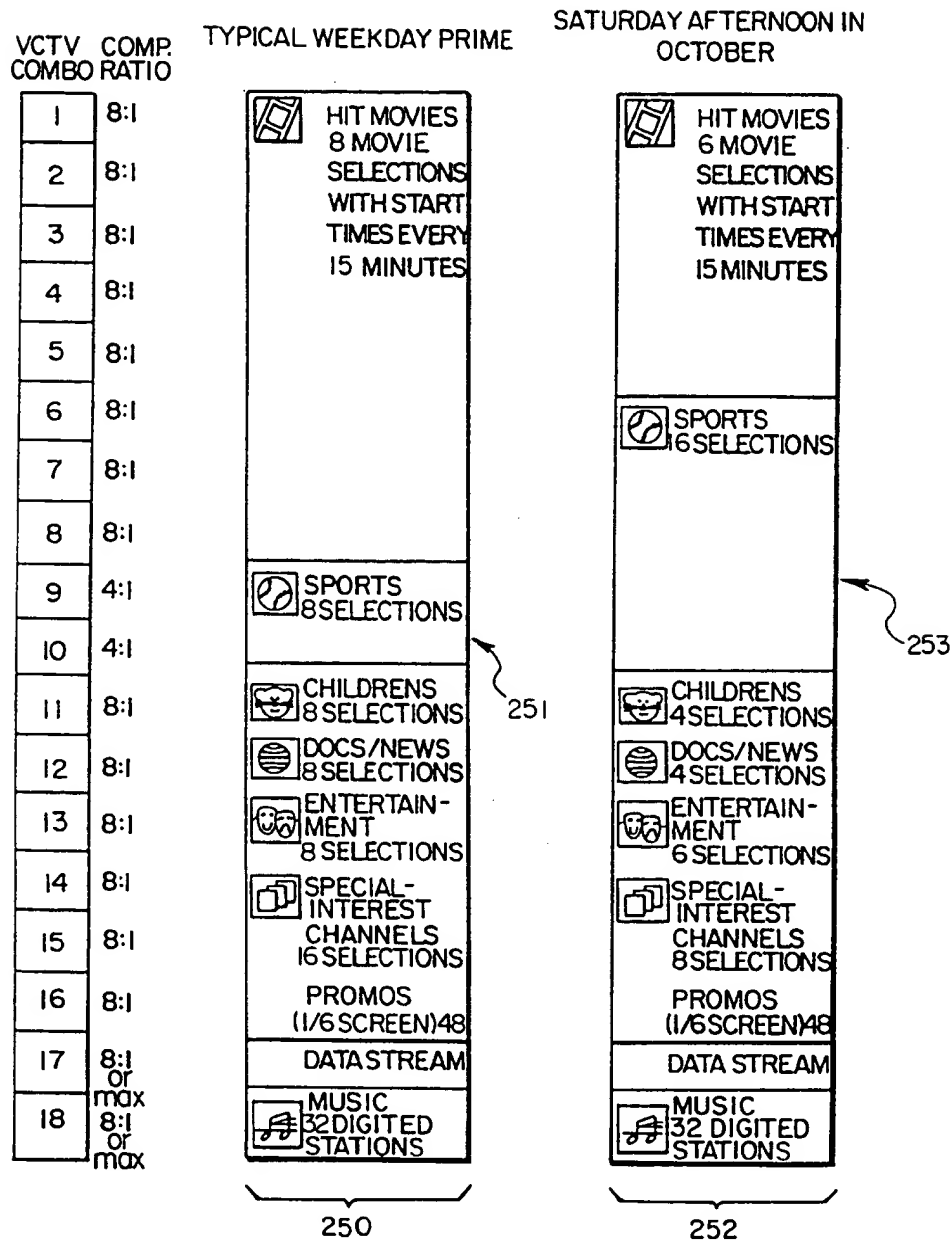 VCTV COMBO
COMP. RATIO
1 8:1
2 8:1
3 8:1
4 8:1
5 8:1
6 8:1
7 8:1
8 8:1
9 4:1
10 4:1
11 8:1
12 8:1
13 8:1
14 8:1
15 8:1
16 8:1
17 8:1 or max
18 8:1 or max
TYPICAL WEEKDAY PRIME
HIT MOVIES
8 MOVIE
SELECTIONS
WITH START
TIMES EVERY
15 MINUTES
SPORTS
8 SELECTIONS
251
CHILDRENS
8 SELECTIONS
DOCS/NEWS
8 SELECTIONS
ENTERTAIN-
MENT
8 SELECTIONS
SPECIAL-
INTEREST
CHANNELS
16 SELECTIONS
PROMOS
(1/6 SCREEN)48
DATA STREAM
MUSIC
32 DIGITED
STATIONS
250
SATURDAY AFTERNOON IN
OCTOBER
HIT MOVIES
6 MOVIE
SELECTIONS
WITH START
TIMES EVERY
15 MINUTES
SPORTS
16 SELECTIONS
253
CHILDRENS
4 SELECTIONS
DOCS/NEWS
4 SELECTIONS
ENTERTAIN-
MENT
6 SELECTIONS
SPECIAL-
INTEREST
CHANNELS
8 SELECTIONS
PROMOS
(1/6 SCREEN)48
DATA STREAM
MUSIC
32 DIGITED
STATIONS
252